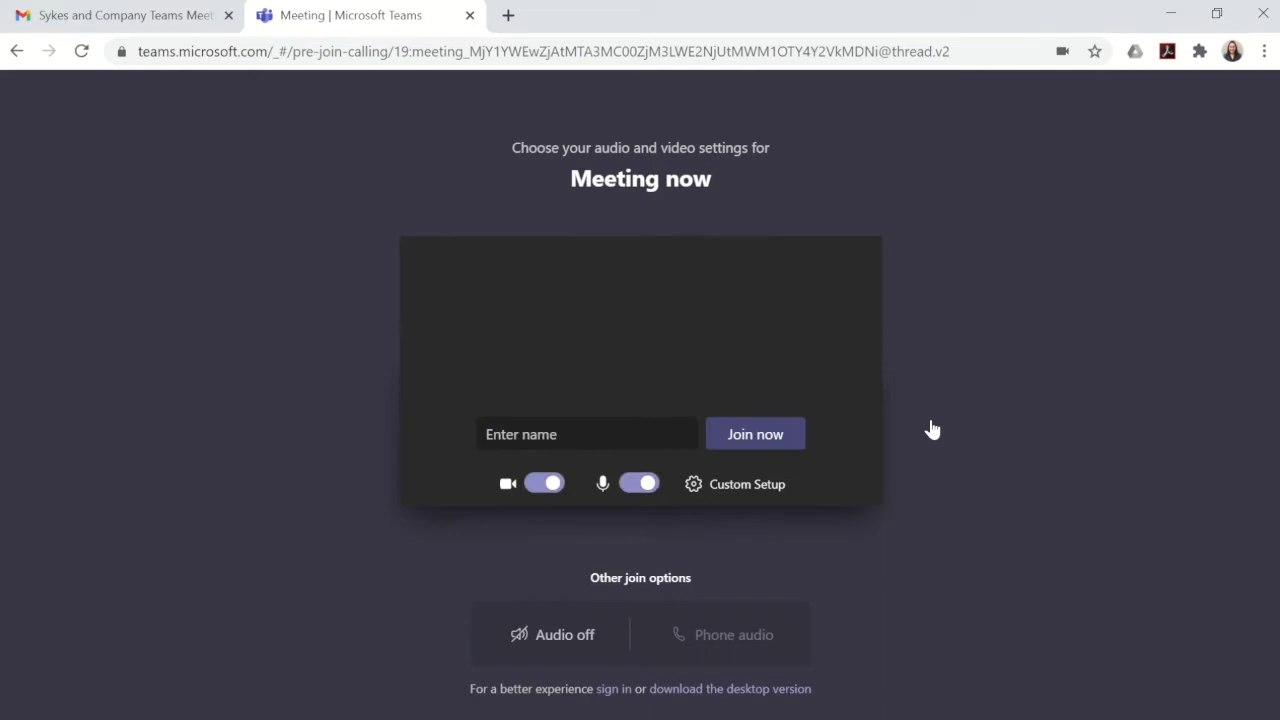 Sykes and Company Teams Meet
Meeting | Microsoft Teams
teams.microsoft.com/_#/pre-join-calling/19:meeting_MjY1YWEwZjAtMTA3MC00ZjM3LWE2NjUtMWM1OTY4Y2VkMDNi@thread.v2
Choose your audio and video settings for
Meeting now
Enter name
Join now
Custom Setup
Other join options
Audio off
Phone audio
For a better experience sign in or download the desktop version